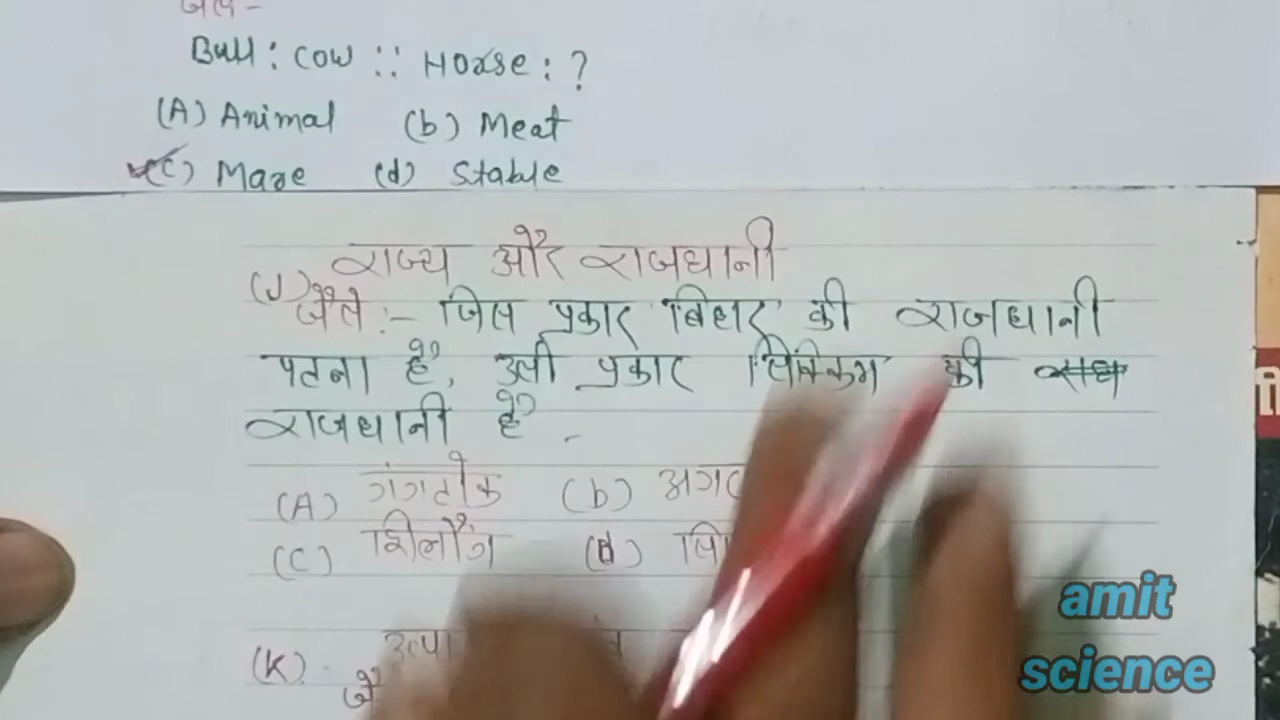 जैसे -
Bull : Cow :: Horse : ?
(A) Animal (b) Meat
(C) Mare (d) Stable
राज्य और राजधानी
(J) जैसे :- जिस प्रकार बिहार की राजधानी
पटना है, उसी प्रकार सिक्किम की
राजधानी है -
(A) गंगटोक (b)
(C) शिलौंग (D)
(K)
amit
science